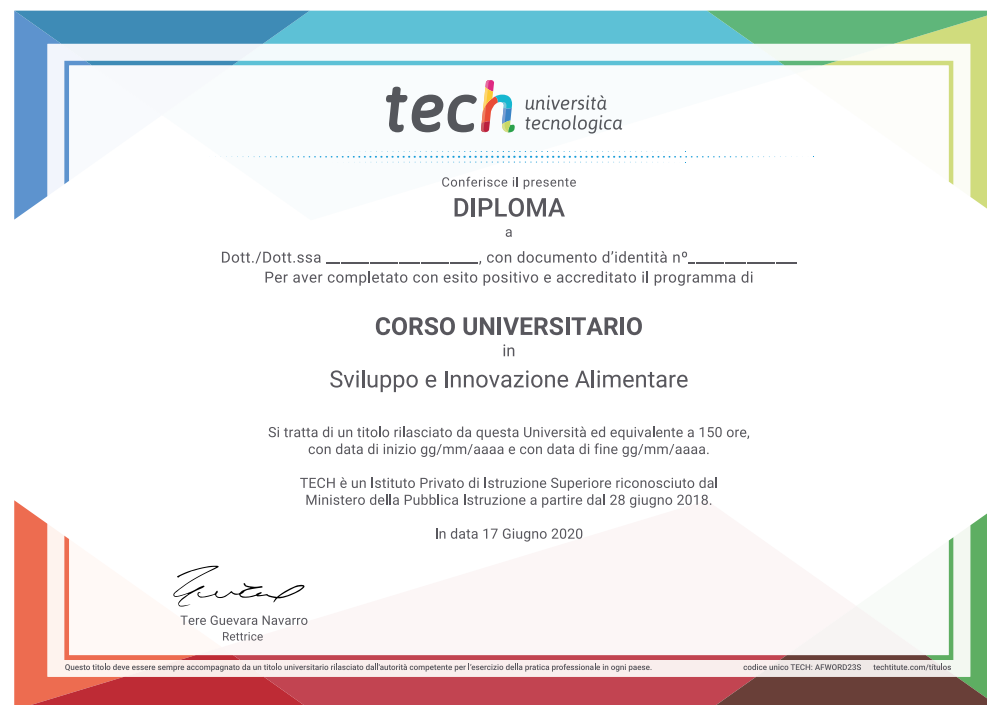 tech università
tecnologica
Conferisce il presente
DIPLOMA
a
Dott./Dott.ssa ____________________, con documento d'identità nº______________
Per aver completato con esito positivo e accreditato il programma di
CORSO UNIVERSITARIO
in
Sviluppo e Innovazione Alimentare
Si tratta di un titolo rilasciato da questa Università ed equivalente a 150 ore,
con data di inizio gg/mm/aaaa e con data di fine gg/mm/aaaa.
TECH è un Istituto Privato di Istruzione Superiore riconosciuto dal
Ministero della Pubblica Istruzione a partire dal 28 giugno 2018.
In data 17 Giugno 2020
Tere Guevara Navarro
Rettrice
Questo titolo deve essere sempre accompagnato da un titolo universitario rilasciato dall'autorità competente per l'esercizio della pratica professionale in ogni paese. codice unico TECH: AFWORD23S techtitute.com/titulos